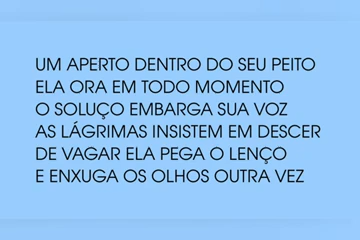 UM APERTO DENTRO DO SEU PEITO
ELA ORA EM TODO MOMENTO
O SOLUÇO EMBARGA SUA VOZ
AS LÁGRIMAS INSISTEM EM DESCER
DE VAGAR ELA PEGA O LENÇO
E ENXUGA OS OLHOS OUTRA VEZ